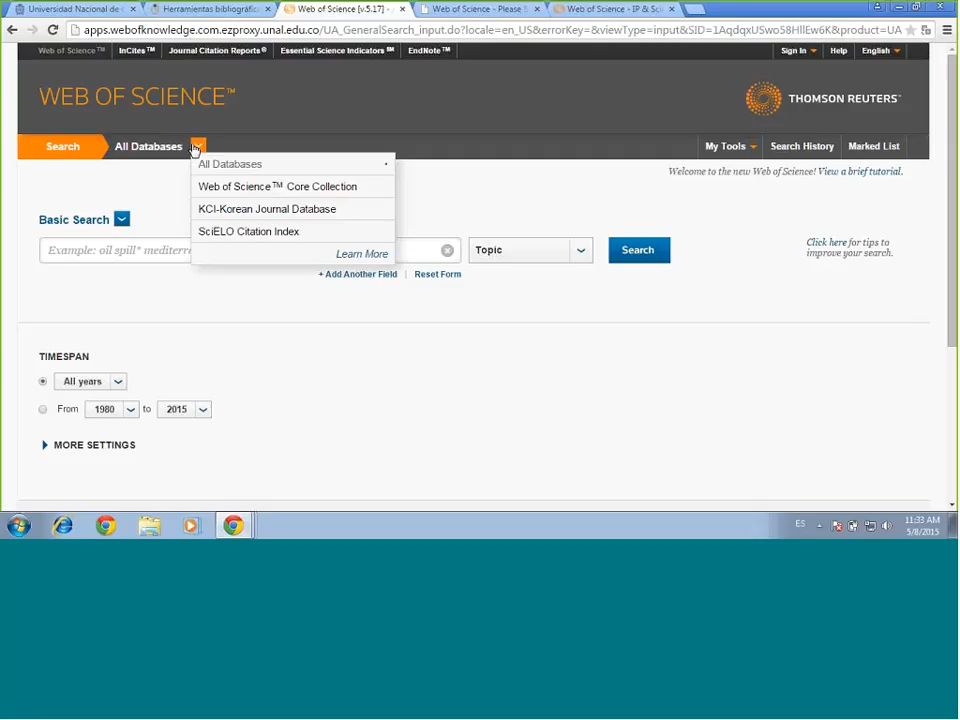 Universidad Nacional de
Herramientas bibliográfic
Web of Science [v.5.17] -
Web of Science - Please
Web of Science - IP & Sci
apps.webofknowledge.com.ezproxy.unal.edu.co/UA_GeneralSearch_input.do?locale=en_US&errorKey=&viewType=input&SID=1AqdqxUSwo58HllEw6K&product=UA
Web of Science™ InCites™ Journal Citation Reports® Essential Science Indicators℠ EndNote™ Sign In Help English
WEB OF SCIENCE™
THOMSON REUTERS™
Search All Databases My Tools Search History Marked List
All Databases
Welcome to the new Web of Science! View a brief tutorial.
Web of Science™ Core Collection
KCI-Korean Journal Database
Basic Search
SciELO Citation Index
Example: oil spill* mediterr
Topic
Search
Click here for tips to
improve your search.
Learn More
+ Add Another Field | Reset Form
TIMESPAN
All years
From 1980 to 2015
MORE SETTINGS
ES
11:33 AM
5/8/2015